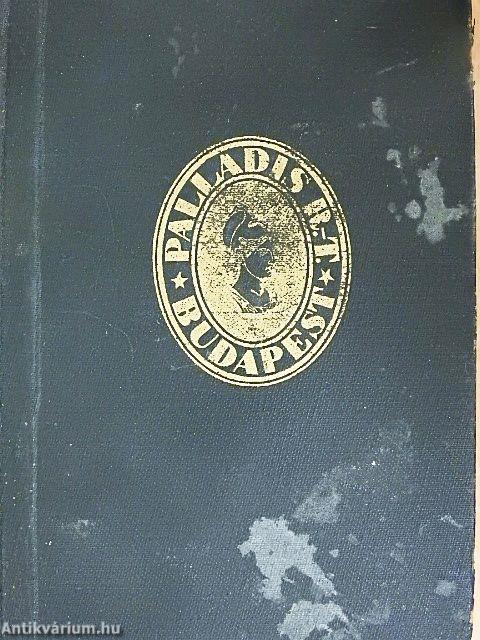 PALLADIS R.-T.
★ BUDAPEST ★
Antikvárium.hu